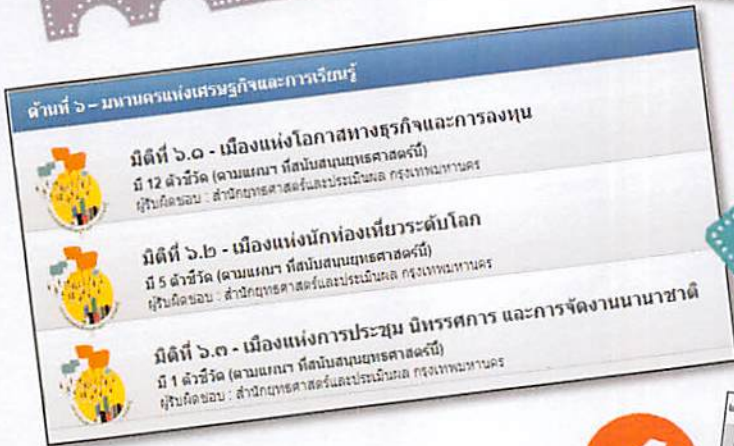 ด้านที่ ๖ – มหานครแห่งเศรษฐกิจและการเรียนรู้
มิติที่ ๖.๑ - เมืองแห่งโอกาสทางธุรกิจและการลงทุน
มี 12 ตัวชี้วัด (ตามแผนฯ ที่สนับสนุนยุทธศาสตร์นี้)
ผู้รับผิดชอบ : สำนักยุทธศาสตร์และประเมินผล กรุงเทพมหานคร
มิติที่ ๖.๒ - เมืองแห่งนักท่องเที่ยวระดับโลก
มี 5 ตัวชี้วัด (ตามแผนฯ ที่สนับสนุนยุทธศาสตร์นี้)
ผู้รับผิดชอบ : สำนักยุทธศาสตร์และประเมินผล กรุงเทพมหานคร
มิติที่ ๖.๓ - เมืองแห่งการประชุม นิทรรศการ และการจัดงานนานาชาติ
มี 1 ตัวชี้วัด (ตามแผนฯ ที่สนับสนุนยุทธศาสตร์นี้)
ผู้รับผิดชอบ : สำนักยุทธศาสตร์และประเมินผล กรุงเทพมหานคร